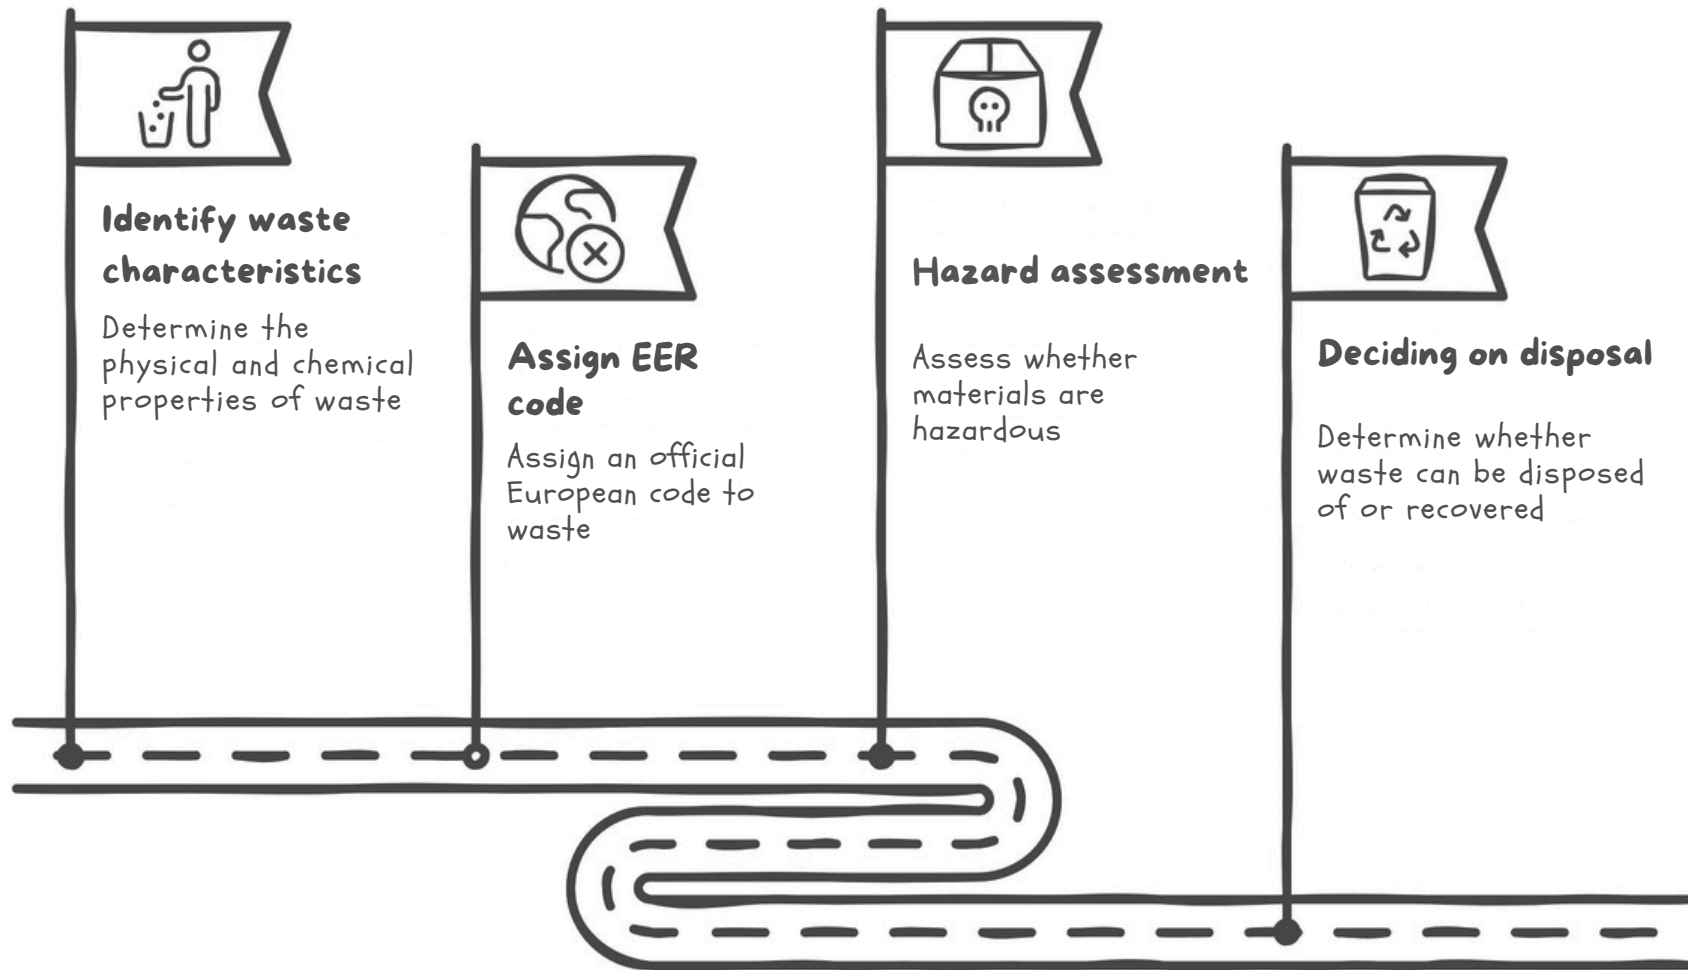 Identify waste
characteristics
Determine the
physical and chemical
properties of waste
Assign EER
code
Assign an official
European code to
waste
Hazard assessment
Assess whether
materials are
hazardous
Deciding on disposal
Determine whether
waste can be disposed
of or recovered